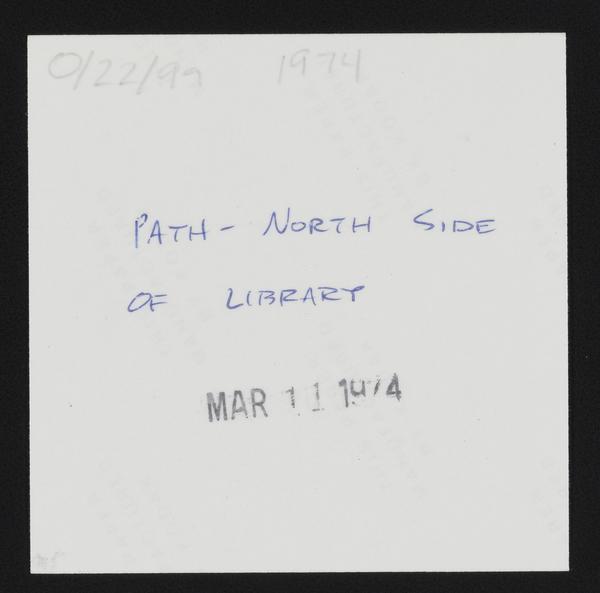 0/22/99 1974
PATH - NORTH SIDE
OF LIBRARY
MAR 11 1974